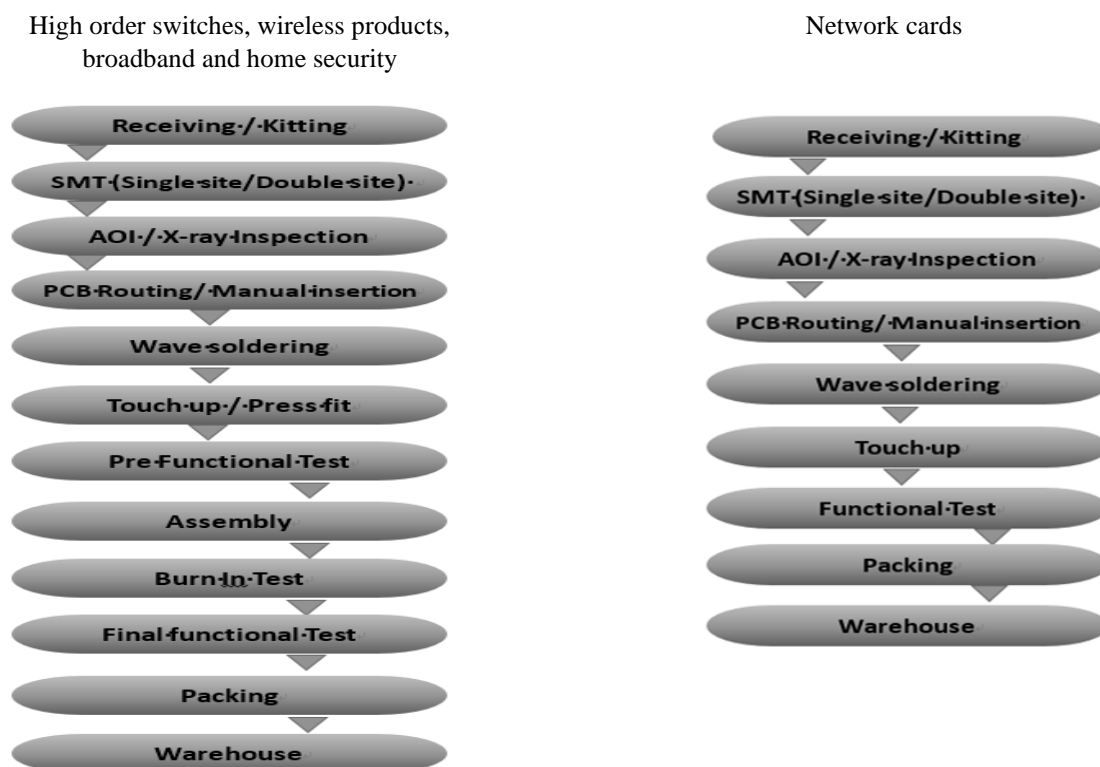 High order switches, wireless products,
broadband and home security
Receiving / Kitting
SMT (Single site/Double site)
AOI / X-ray Inspection
PCB Routing/ Manual insertion
Wave soldering
Touch up / Press fit
Pre Functional Test
Assembly
Burn In Test
Final functional Test
Packing
Warehouse
Network cards
Receiving / Kitting
SMT (Single site/Double site)
AOI / X-ray Inspection
PCB Routing/ Manual insertion
Wave soldering
Touch up
Functional Test
Packing
Warehouse